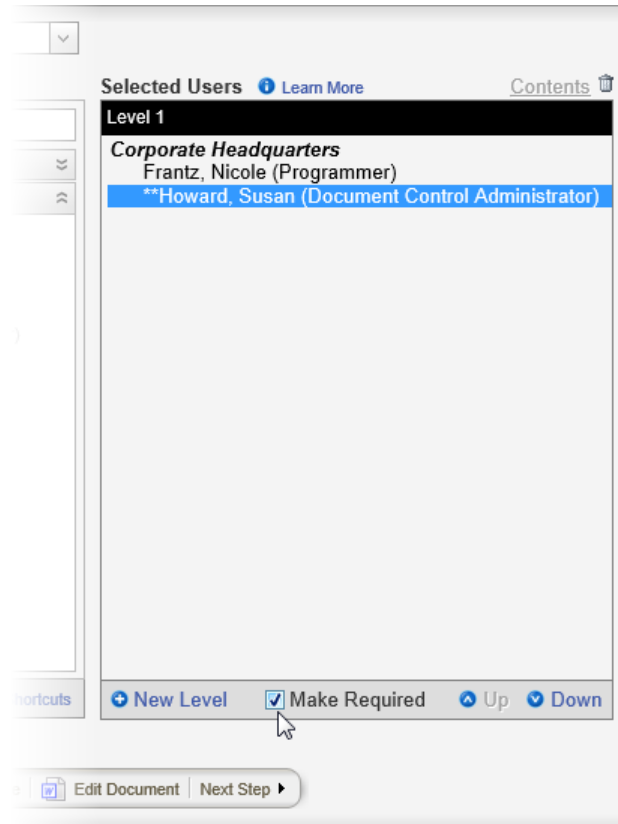 Selected Users Learn More Contents
Level 1
Corporate Headquarters
Frantz, Nicole (Programmer)
**Howard, Susan (Document Control Administrator)
New Level Make Required Up Down
Edit Document Next Step